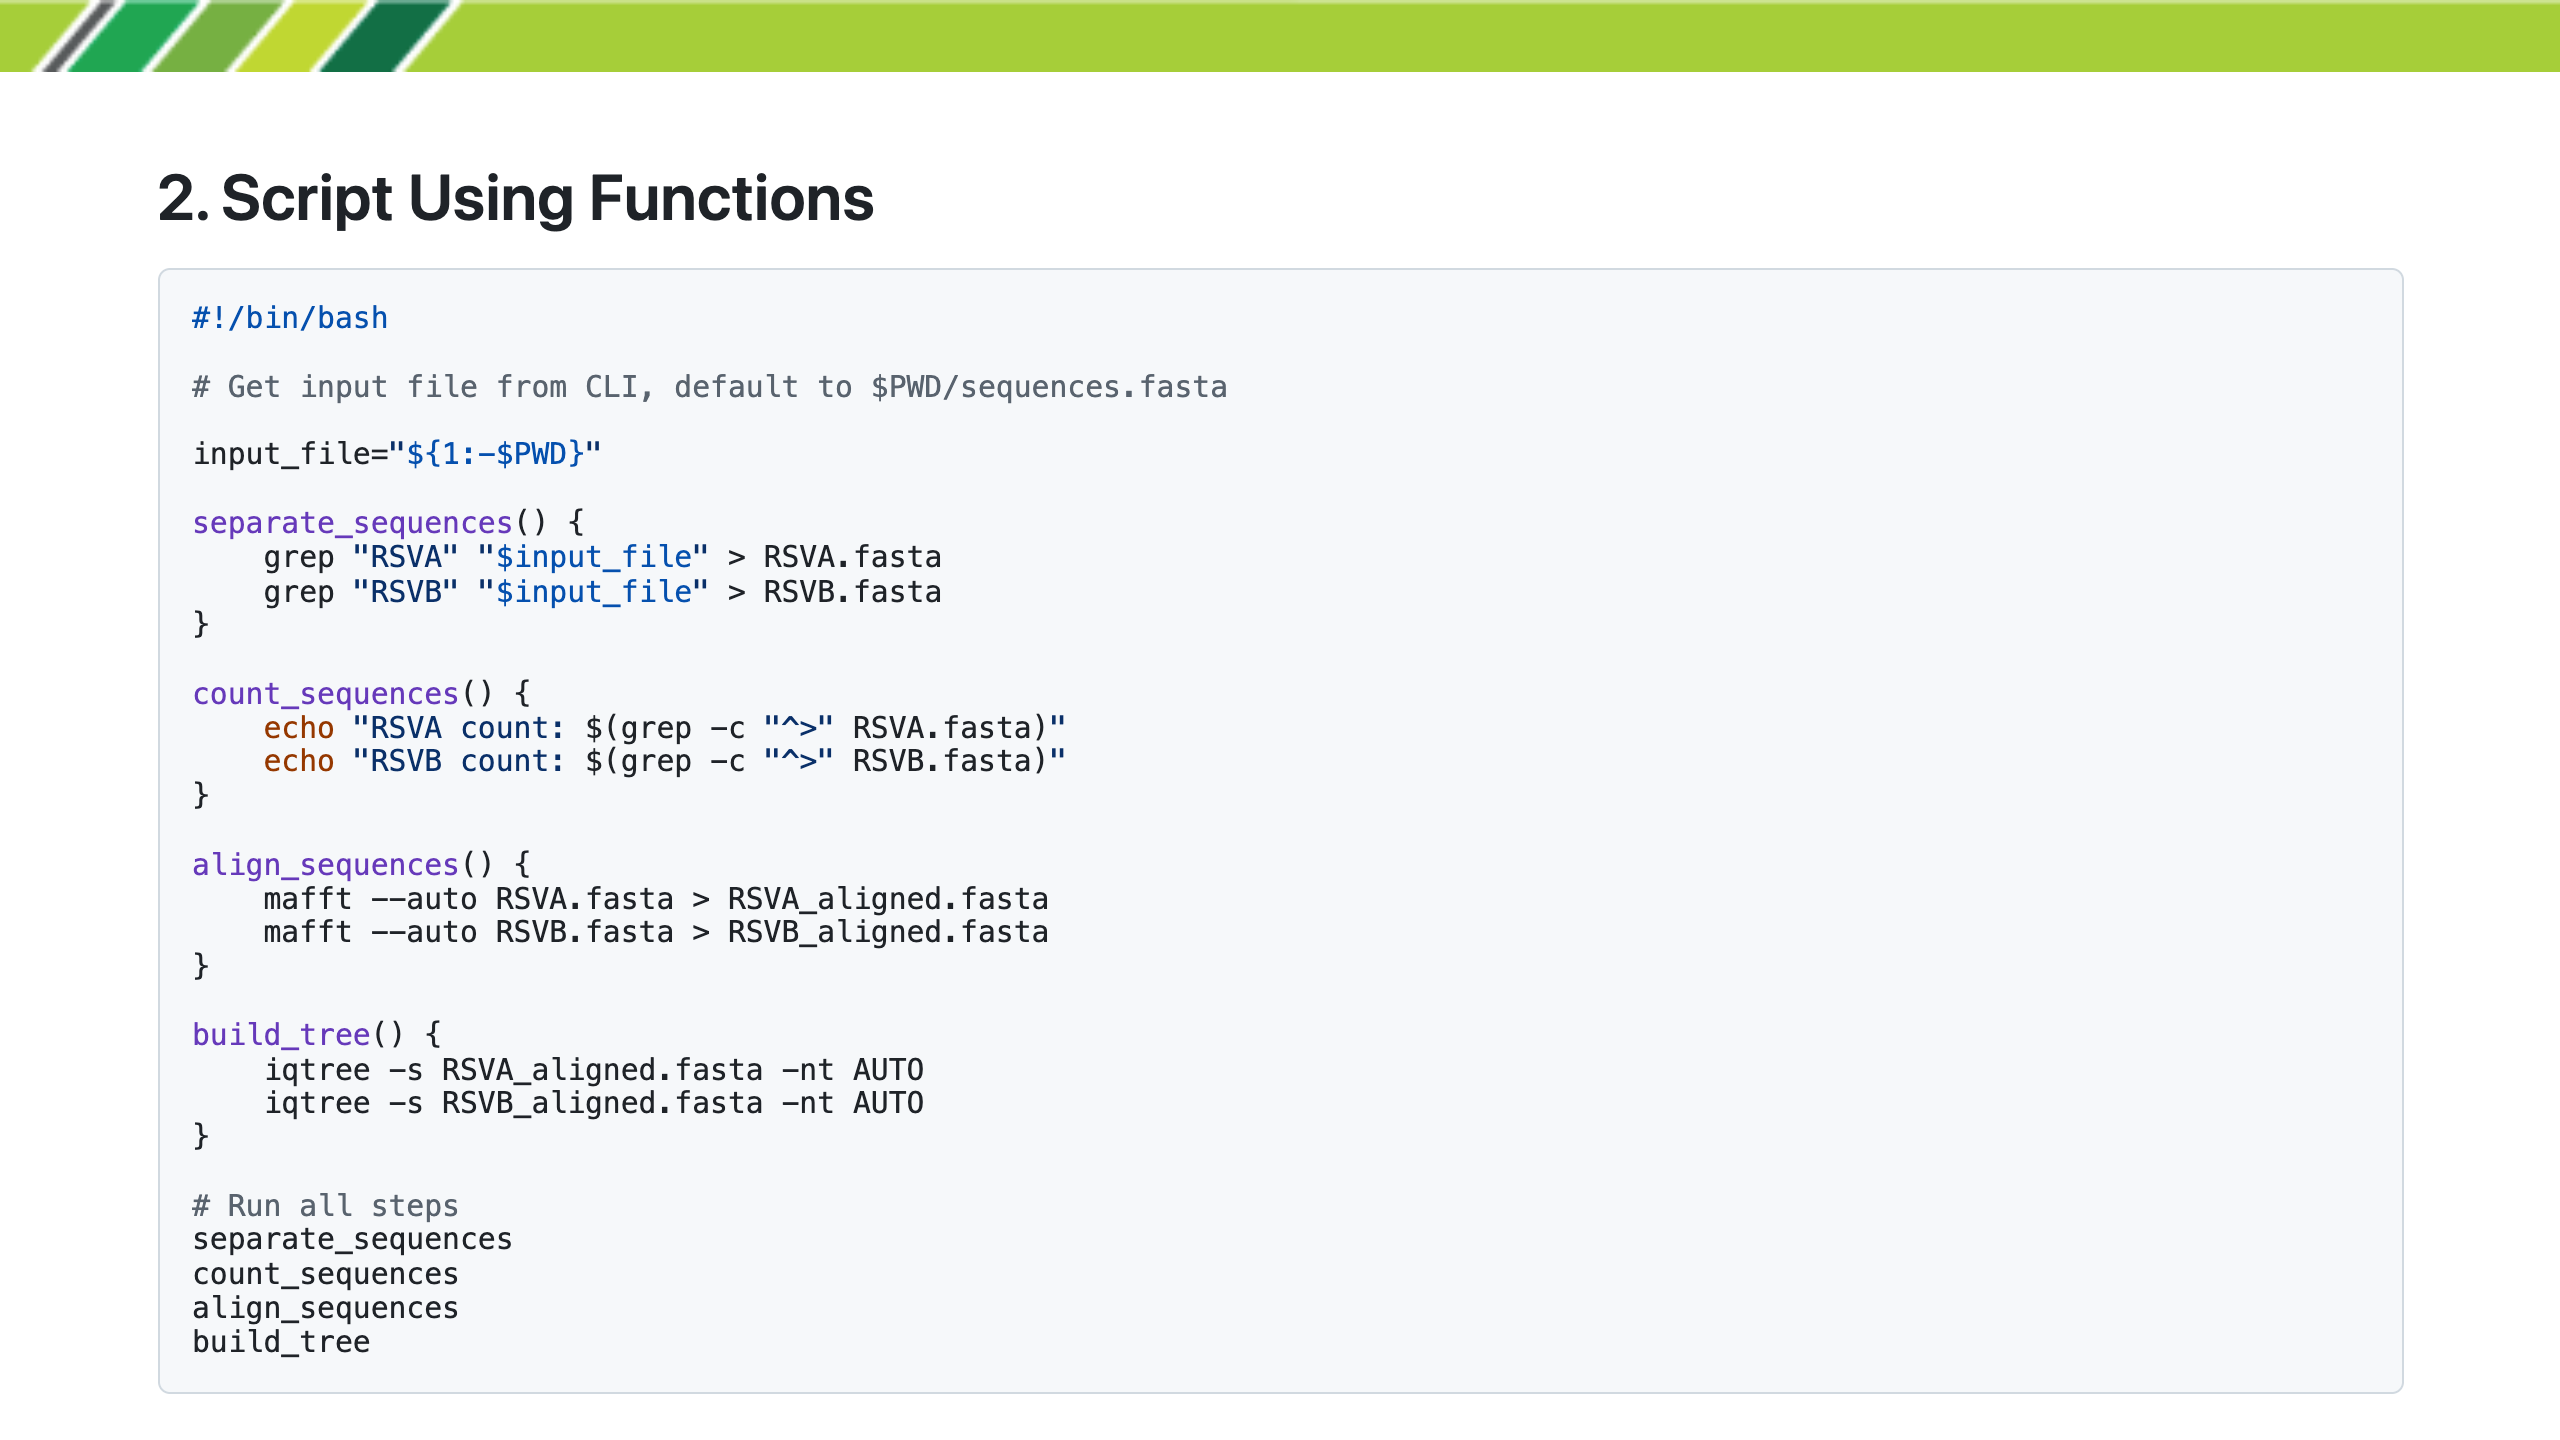 2. Script Using Functions
#!/bin/bash
# Get input file from CLI, default to $PWD/sequences.fasta
input_file="${1:-$PWD}"
separate_sequences() {
    grep "RSVA" "$input_file" > RSVA.fasta
    grep "RSVB" "$input_file" > RSVB.fasta
}
count_sequences() {
    echo "RSVA count: $(grep -c "^>" RSVA.fasta)"
    echo "RSVB count: $(grep -c "^>" RSVB.fasta)"
}
align_sequences() {
    mafft --auto RSVA.fasta > RSVA_aligned.fasta
    mafft --auto RSVB.fasta > RSVB_aligned.fasta
}
build_tree() {
    iqtree -s RSVA_aligned.fasta -nt AUTO
    iqtree -s RSVB_aligned.fasta -nt AUTO
}
# Run all steps
separate_sequences
count_sequences
align_sequences
build_tree